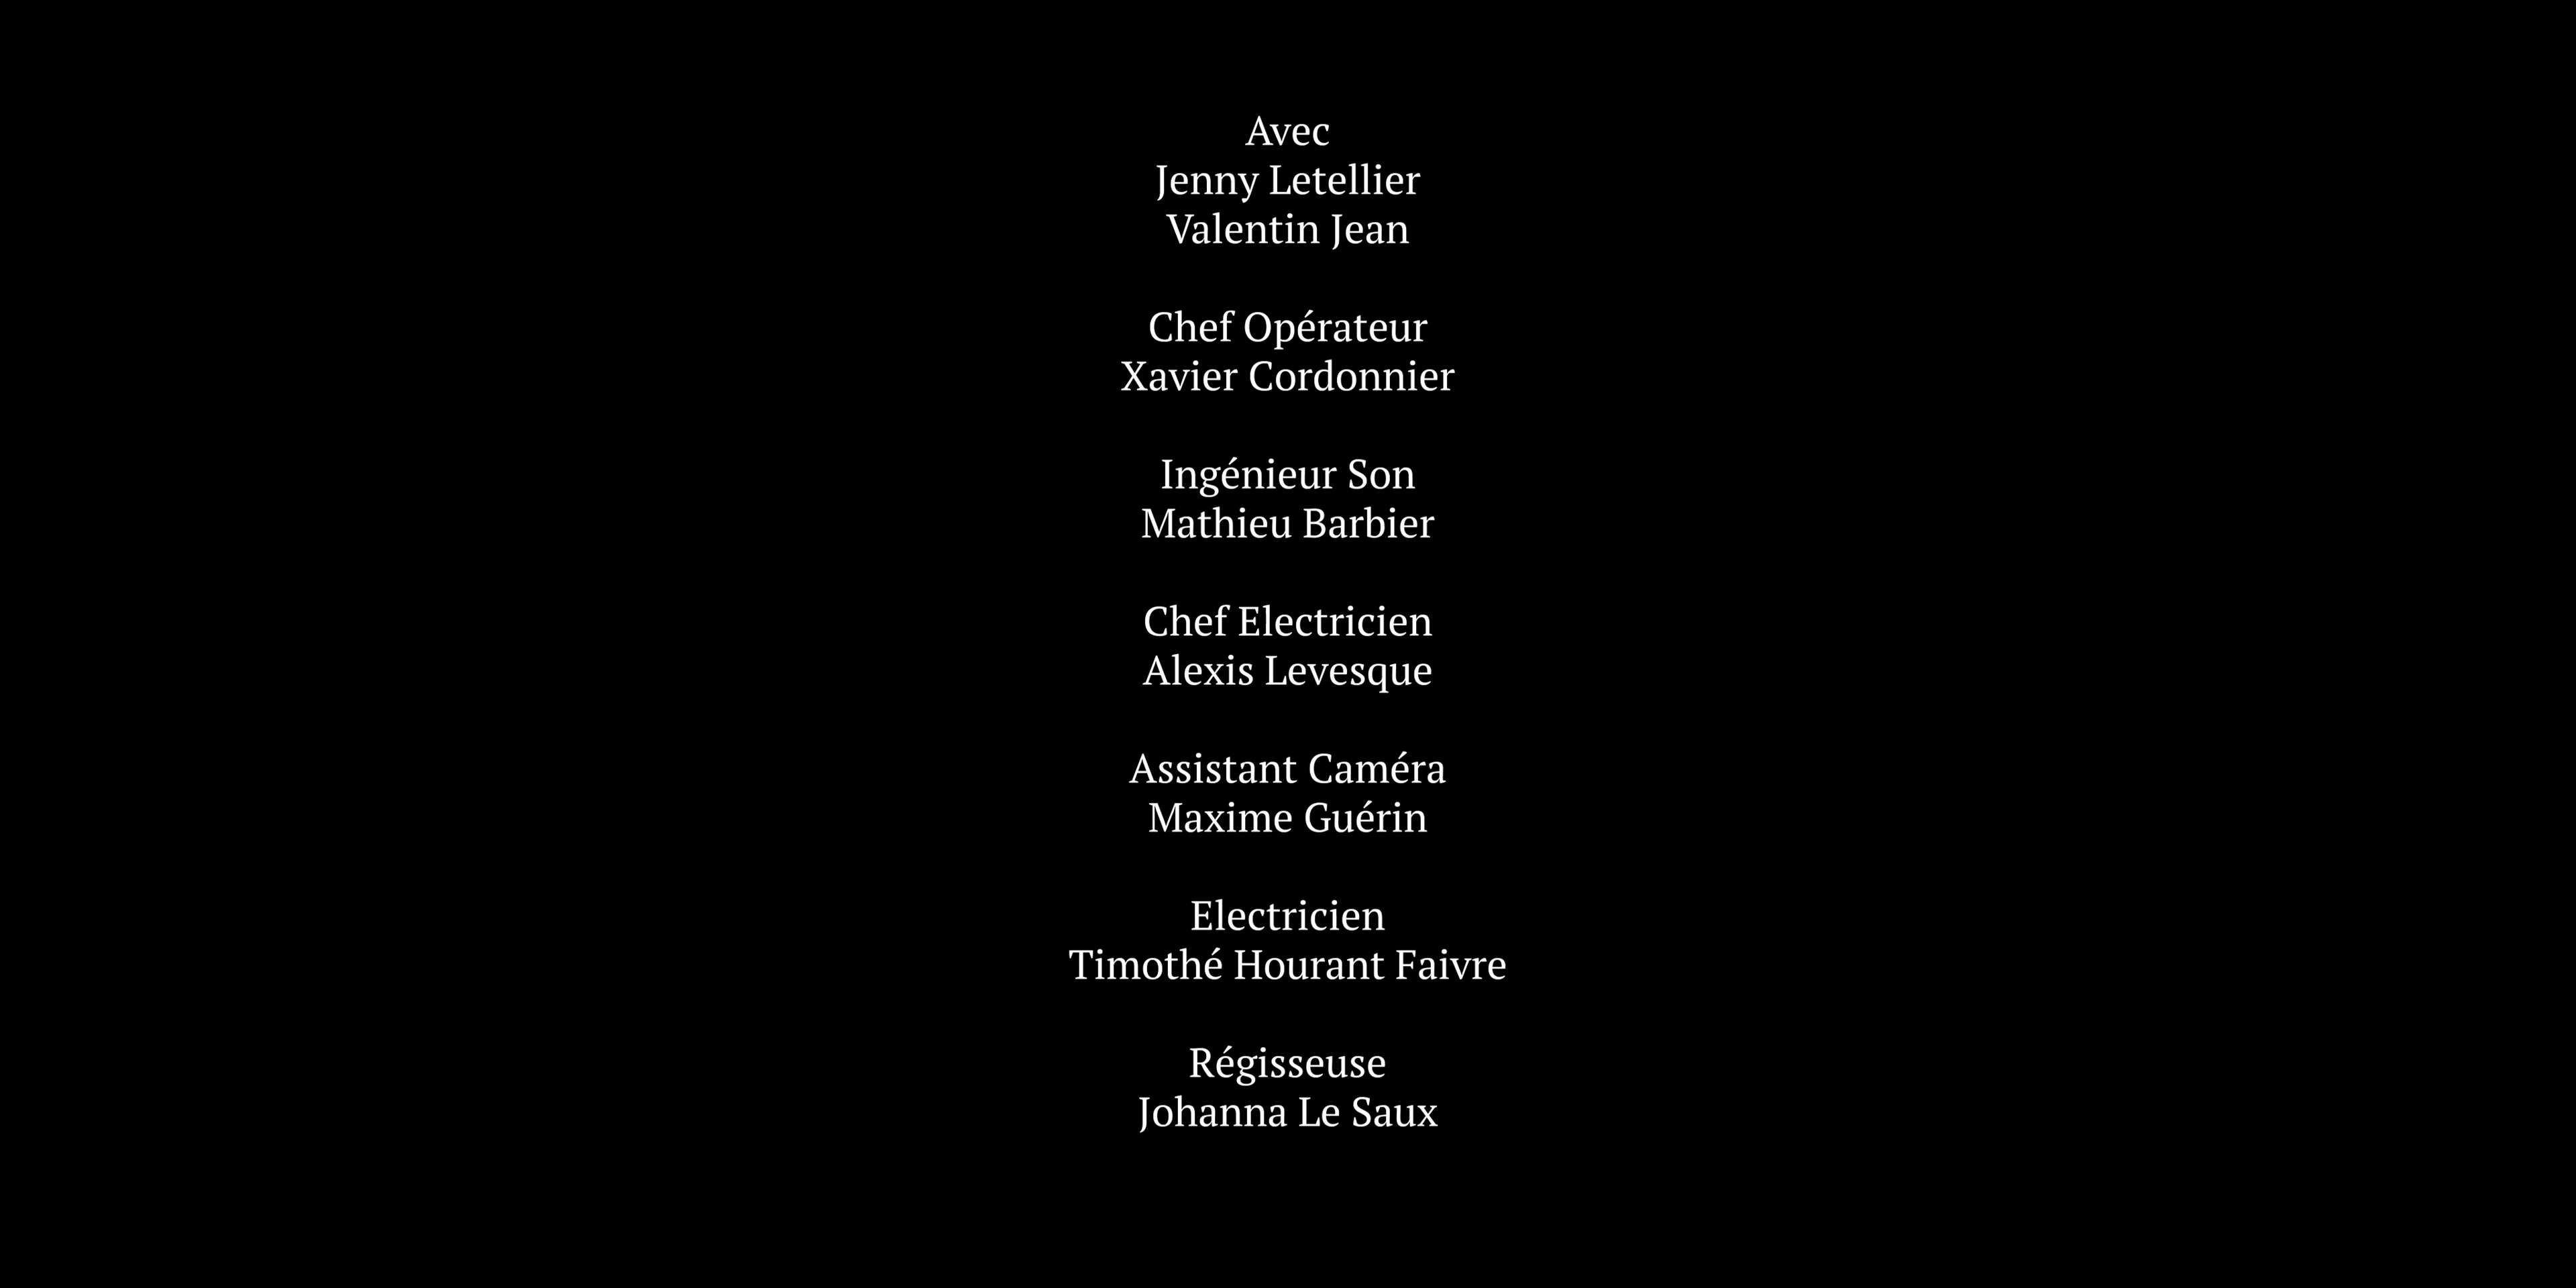 Avec
Jenny Letellier
Valentin Jean
Chef Opérateur
Xavier Cordonnier
Ingénieur Son
Mathieu Barbier
Chef Electricien
Alexis Levesque
Assistant Caméra
Maxime Guérin
Electricien
Timothé Hourant Faivre
Régisseuse
Johanna Le Saux